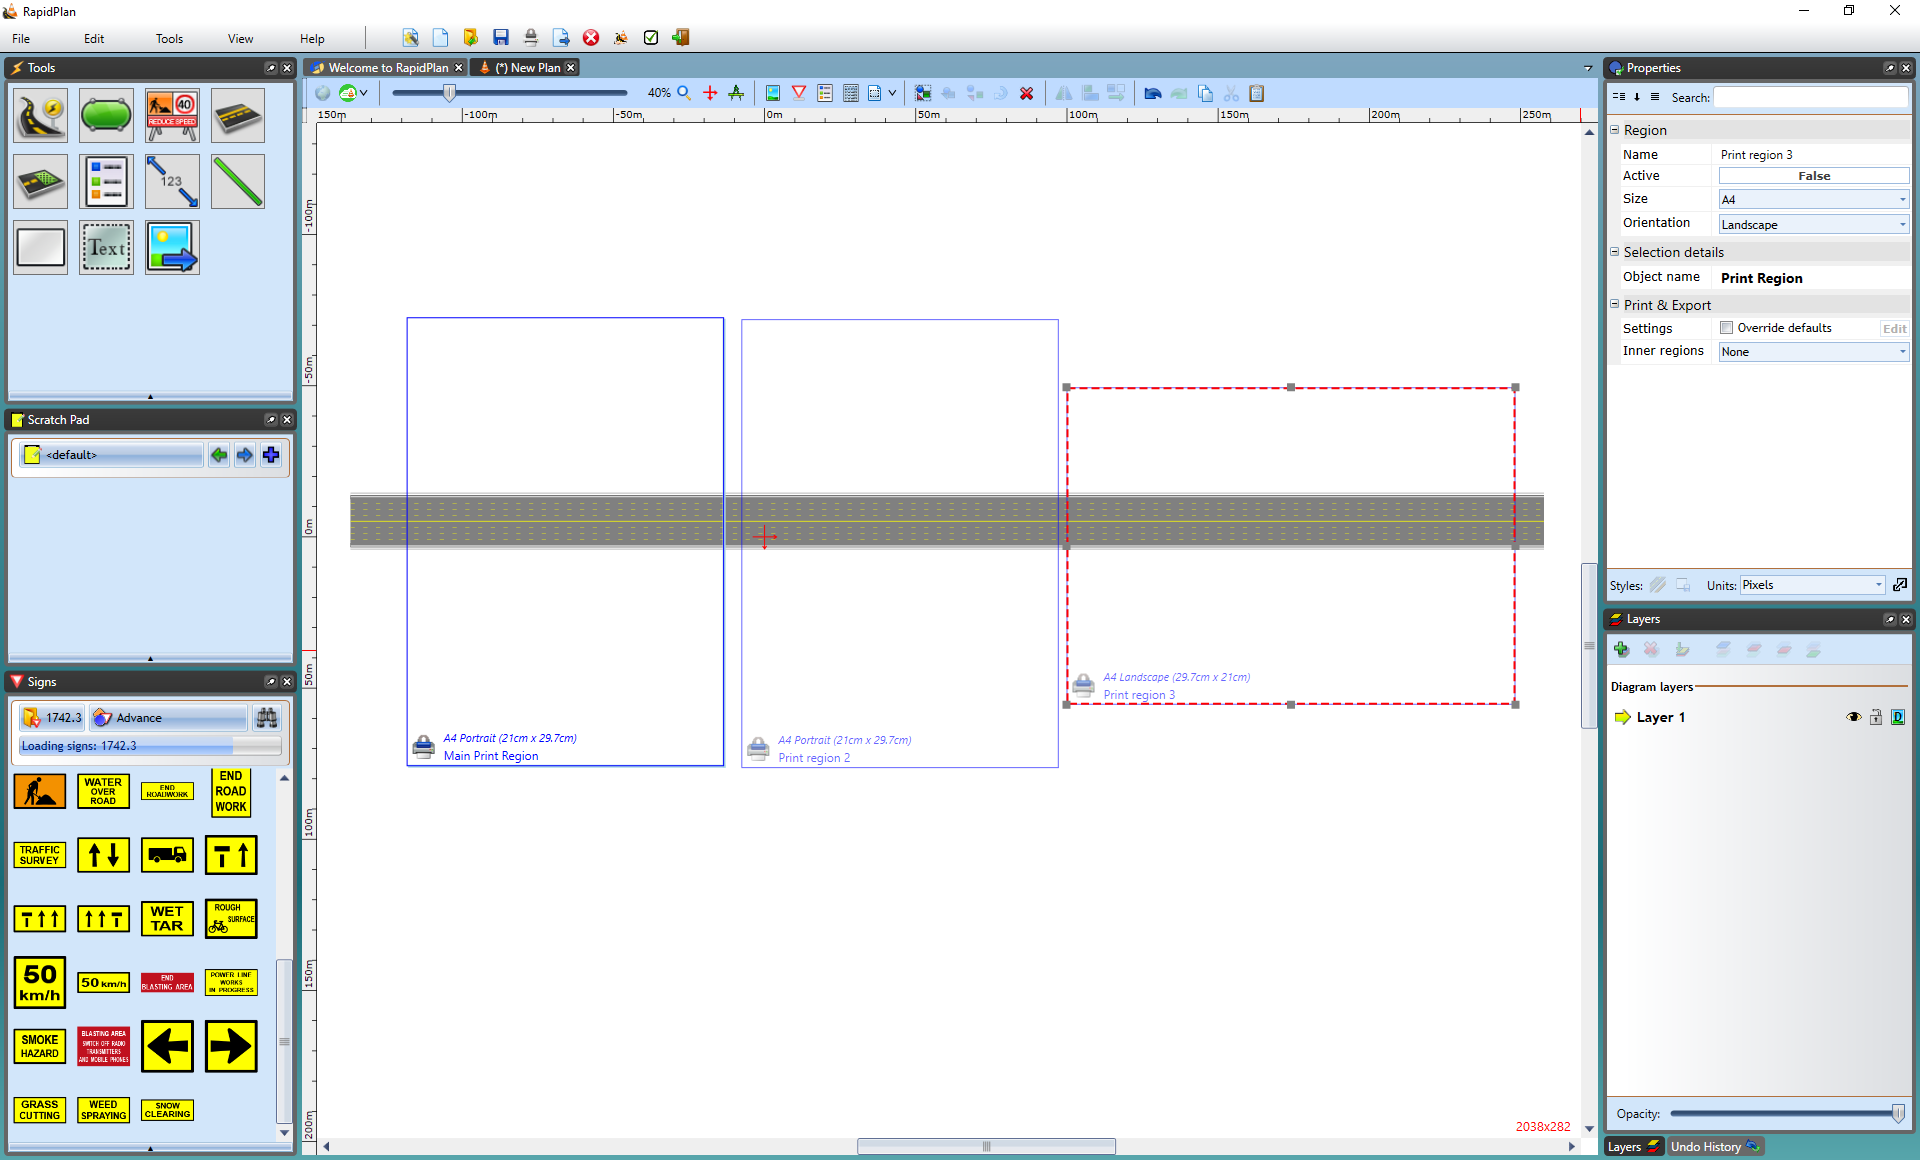 RapidPlan
File Edit Tools View Help
Tools
40
REDUCE SPEED
123
Text
Scratch Pad
<default>
Signs
1742.3 Advance
Loading signs: 1742.3
WATER
OVER
ROAD
END
ROADWORK
END
ROAD
WORK
TRAFFIC
SURVEY
WET
TAR
ROUGH
SURFACE
50
km/h
50 km/h
END
BLASTING AREA
POWER LINE
WORKS
IN PROGRESS
SMOKE
HAZARD
BLASTING AREA
SWITCH OFF RADIO
TRANSMITTERS
AND MOBILE PHONES
GRASS
CUTTING
WEED
SPRAYING
SNOW
CLEARING
Welcome to RapidPlan (*) New Plan
40%
150m -100m -50m 0m 50m 100m 150m 200m 250m
-100m
-50m
0m
50m
100m
150m
200m
A4 Portrait (21cm x 29.7cm)
Main Print Region
A4 Portrait (21cm x 29.7cm)
Print region 2
A4 Landscape (29.7cm x 21cm)
Print region 3
2038x282
Properties
Search:
Region
Name Print region 3
Active False
Size A4
Orientation Landscape
Selection details
Object name Print Region
Print & Export
Settings Override defaults Edit
Inner regions None
Styles: Units: Pixels
Layers
Diagram layers
Layer 1
D
Opacity:
Layers Undo History